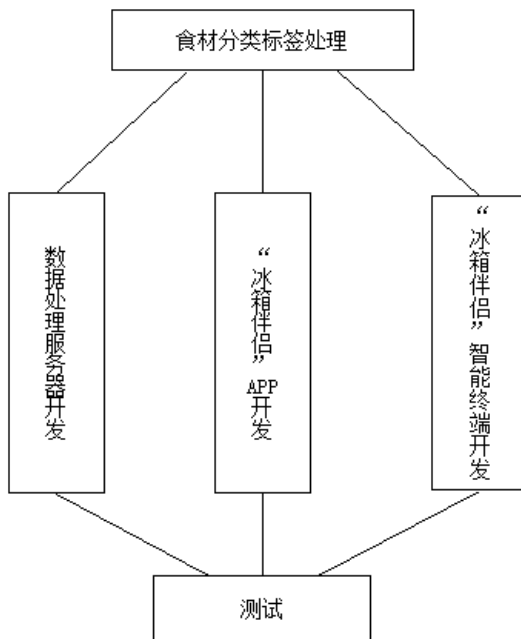 食材分类标签处理
数据处理服务器开发
“冰箱伴侣”APP开发
“冰箱伴侣”智能终端开发
测试